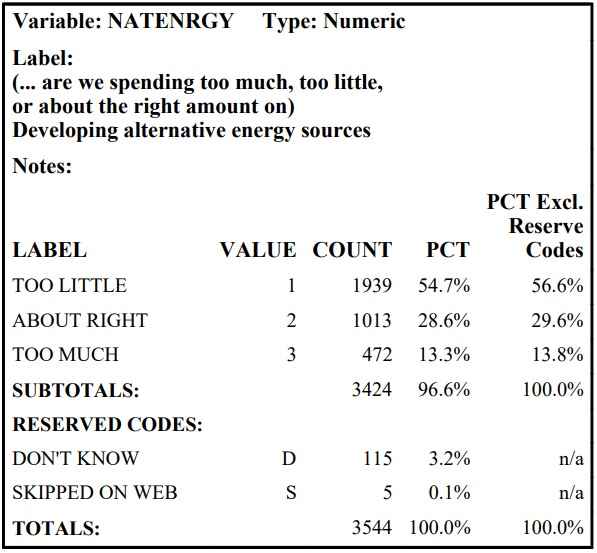 Variable: NATENRGY Type: Numeric
Label:
(... are we spending too much, too little,
or about the right amount on)
Developing alternative energy sources
Notes:
PCT Excl.
Reserve
LABEL VALUE COUNT PCT Codes
TOO LITTLE 1 1939 54.7% 56.6%
ABOUT RIGHT 2 1013 28.6% 29.6%
TOO MUCH 3 472 13.3% 13.8%
SUBTOTALS: 3424 96.6% 100.0%
RESERVED CODES:
DON'T KNOW D 115 3.2% n/a
SKIPPED ON WEB S 5 0.1% n/a
TOTALS: 3544 100.0% 100.0%